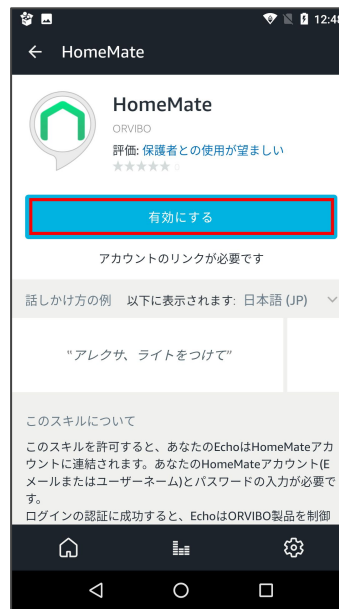 12:48
HomeMate
HomeMate
ORVIBO
評価: 保護者との使用が望ましい
有効にする
アカウントのリンクが必要です
話しかけ方の例 以下に表示されます: 日本語 (JP)
"アレクサ、ライトをつけて"
このスキルについて
このスキルを許可すると、あなたのEchoはHomeMateアカ
ウントに連結されます。あなたのHomeMateアカウント(E
メールまたはユーザーネーム)とパスワードの入力が必要で
す。
ログインの認証に成功すると、EchoはORVIBO製品を制御